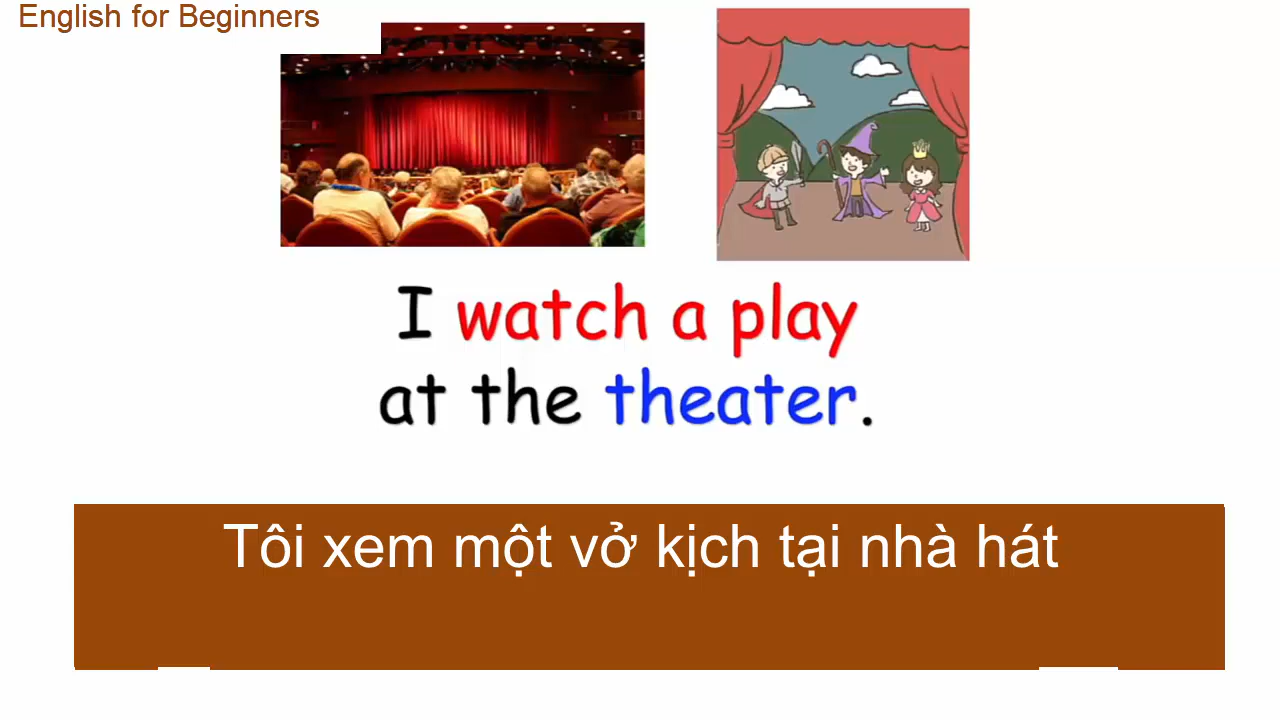 English for Beginners
I watch a play
at the theater.
Tôi xem một vở kịch tại nhà hát